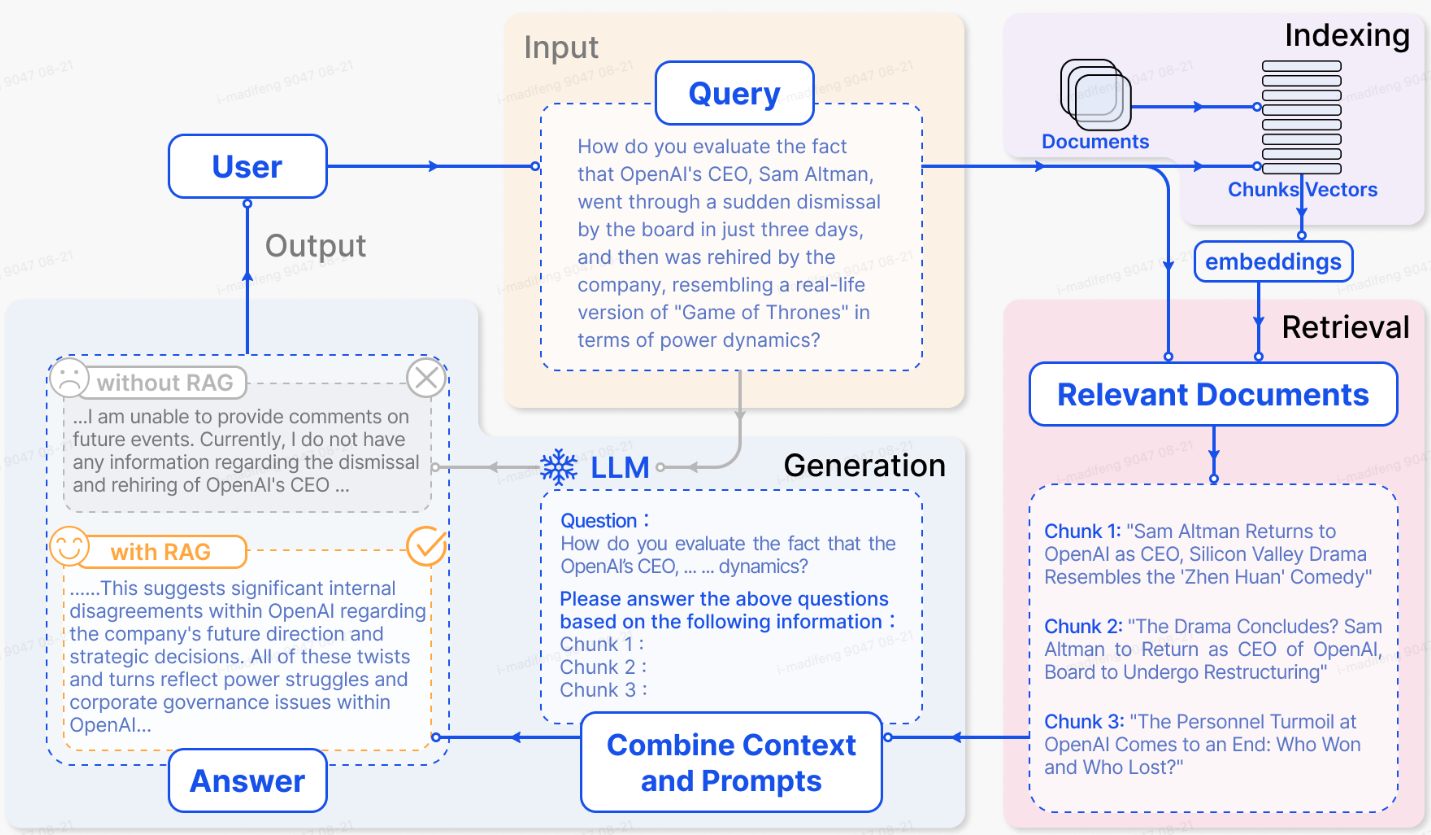 Input
Query
How do you evaluate the fact
that OpenAI's CEO, Sam Altman,
went through a sudden dismissal
by the board in just three days,
and then was rehired by the
company, resembling a real-life
version of "Game of Thrones" in
terms of power dynamics?
Indexing
Documents
Chunks Vectors
embeddings
User
Output
Retrieval
Relevant Documents
Chunk 1: "Sam Altman Returns to
OpenAI as CEO, Silicon Valley Drama
Resembles the 'Zhen Huan' Comedy"
Chunk 2: "The Drama Concludes? Sam
Altman to Return as CEO of OpenAI,
Board to Undergo Restructuring"
Chunk 3: "The Personnel Turmoil at
OpenAI Comes to an End: Who Won
and Who Lost?"
Generation
LLM
Question：
How do you evaluate the fact that the
OpenAI's CEO, ... ... dynamics?
Please answer the above questions
based on the following information：
Chunk 1：
Chunk 2：
Chunk 3：
Combine Context
and Prompts
without RAG
...I am unable to provide comments on
future events. Currently, I do not have
any information regarding the dismissal
and rehiring of OpenAI's CEO ...
with RAG
......This suggests significant internal
disagreements within OpenAI regarding
the company's future direction and
strategic decisions. All of these twists
and turns reflect power struggles and
corporate governance issues within
OpenAI...
Answer
i-madifeng 9047 08-21